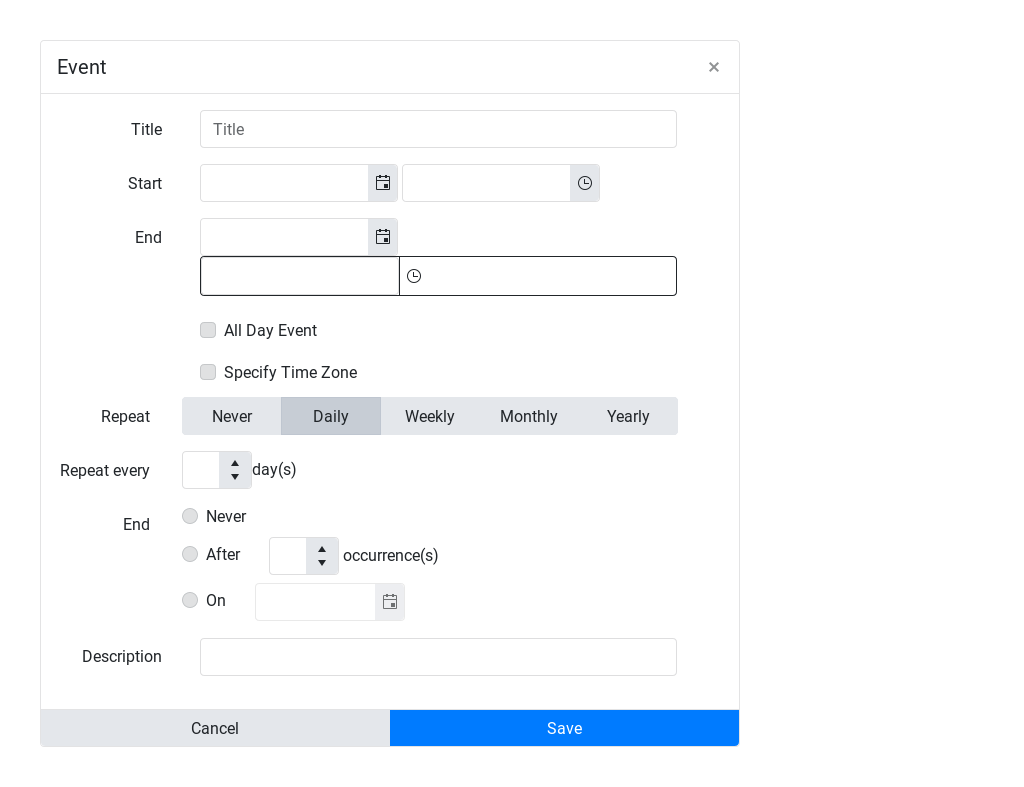 Event
Title Title
Start
End
All Day Event
Specify Time Zone
Repeat Never Daily Weekly Monthly Yearly
Repeat every day(s)
End Never
After occurrence(s)
On
Description
Cancel Save